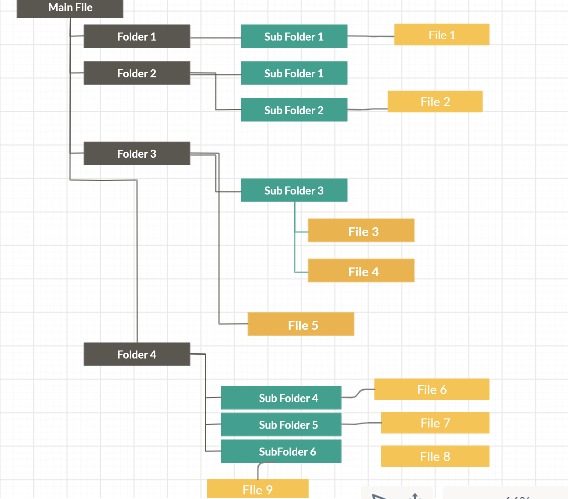 Main File
Folder 1
Sub Folder 1
File 1
Folder 2
Sub Folder 1
Sub Folder 2
File 2
Folder 3
Sub Folder 3
File 3
File 4
File 5
Folder 4
Sub Folder 4
File 6
Sub Folder 5
File 7
SubFolder 6
File 8
File 9